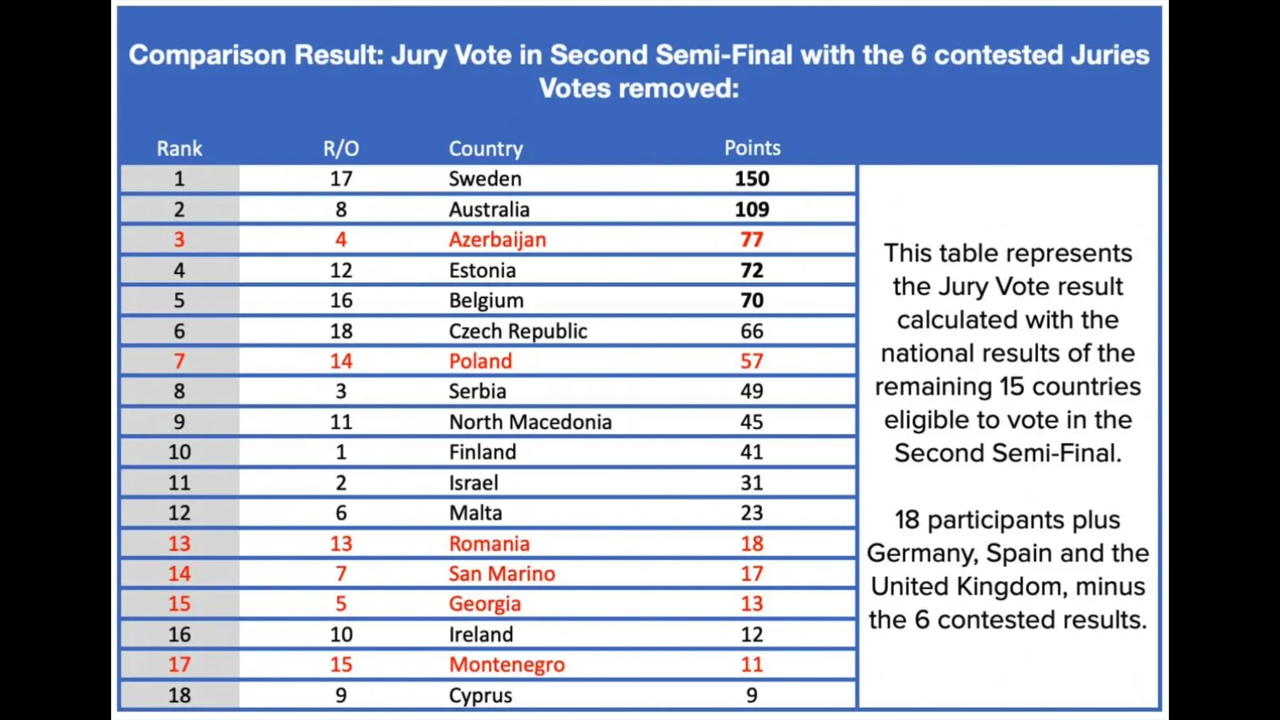 Comparison Result: Jury Vote in Second Semi-Final with the 6 contested Juries
Votes removed:
Rank R/O Country Points
1 17 Sweden 150
2 8 Australia 109
3 4 Azerbaijan 77
4 12 Estonia 72
5 16 Belgium 70
6 18 Czech Republic 66
7 14 Poland 57
8 3 Serbia 49
9 11 North Macedonia 45
10 1 Finland 41
11 2 Israel 31
12 6 Malta 23
13 13 Romania 18
14 7 San Marino 17
15 5 Georgia 13
16 10 Ireland 12
17 15 Montenegro 11
18 9 Cyprus 9
This table represents
the Jury Vote result
calculated with the
national results of the
remaining 15 countries
eligible to vote in the
Second Semi-Final.
18 participants plus
Germany, Spain and the
United Kingdom, minus
the 6 contested results.